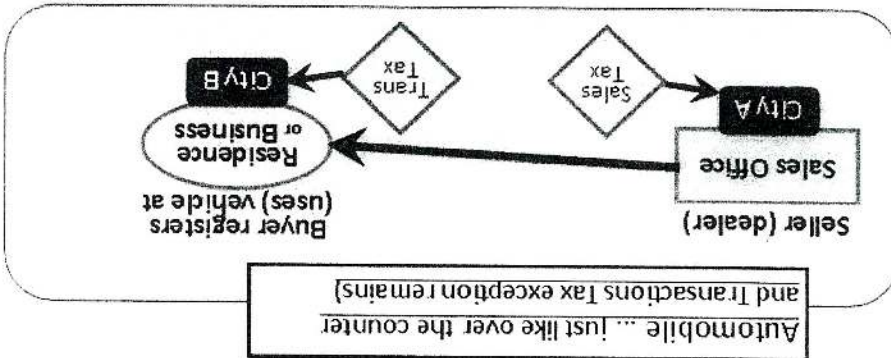 Automobile ... just like over the counter
and Transactions Tax exception remains)
Seller (dealer)
Sales Office
City A
Sales
Tax
Buyer registers
(uses) vehicle at
Residence
or Business
City B
Trans
Tax